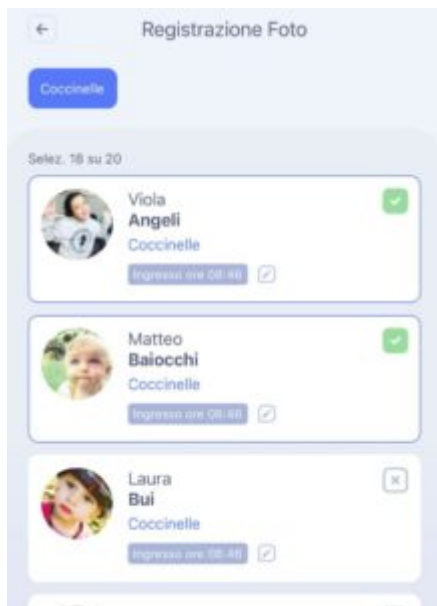 Registrazione Foto
Coccinelle
Selez. 18 su 20
Viola
Angeli
Coccinelle
Ingresso ore 08:46
Matteo
Baiocchi
Coccinelle
Ingresso ore 08:46
Laura
Bui
Coccinelle
Ingresso ore 08:46